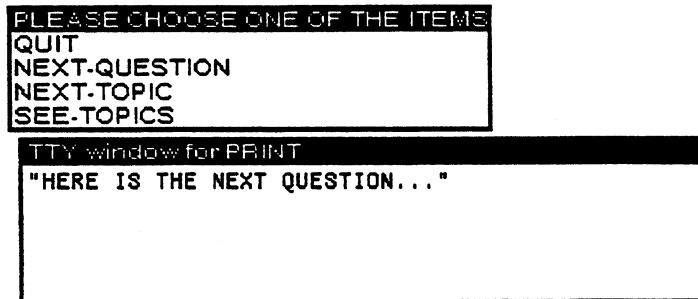 PLEASE CHOOSE ONE OF THE ITEMS
QUIT
NEXT-QUESTION
NEXT-TOPIC
SEE-TOPICS
TTY window for PRINT
"HERE IS THE NEXT QUESTION..."